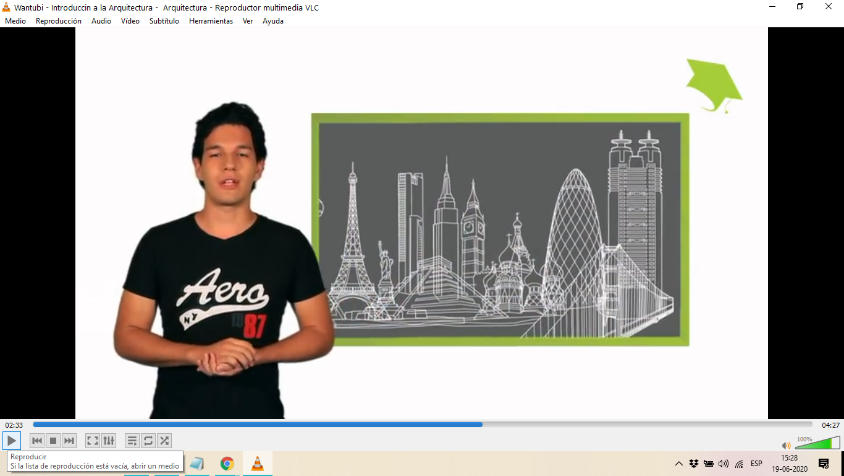 Wantubi - Introduccin a la Arquitectura - Arquitectura - Reproductor multimedia VLC
Medio Reproducción Audio Vídeo Subtítulo Herramientas Ver Ayuda
Aero
NY
1987
02:33
04:27
100%
Reproducir
Si la lista de reproducción está vacía, abrir un medio
ESP
15:28
19-06-2020